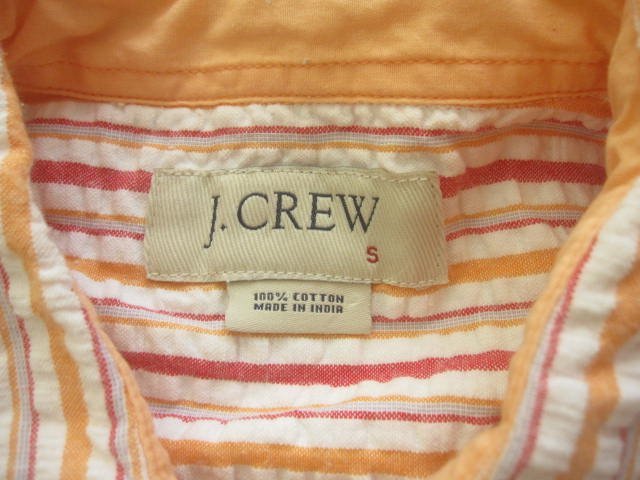 J.CREW
S
100% COTTON
MADE IN INDIA